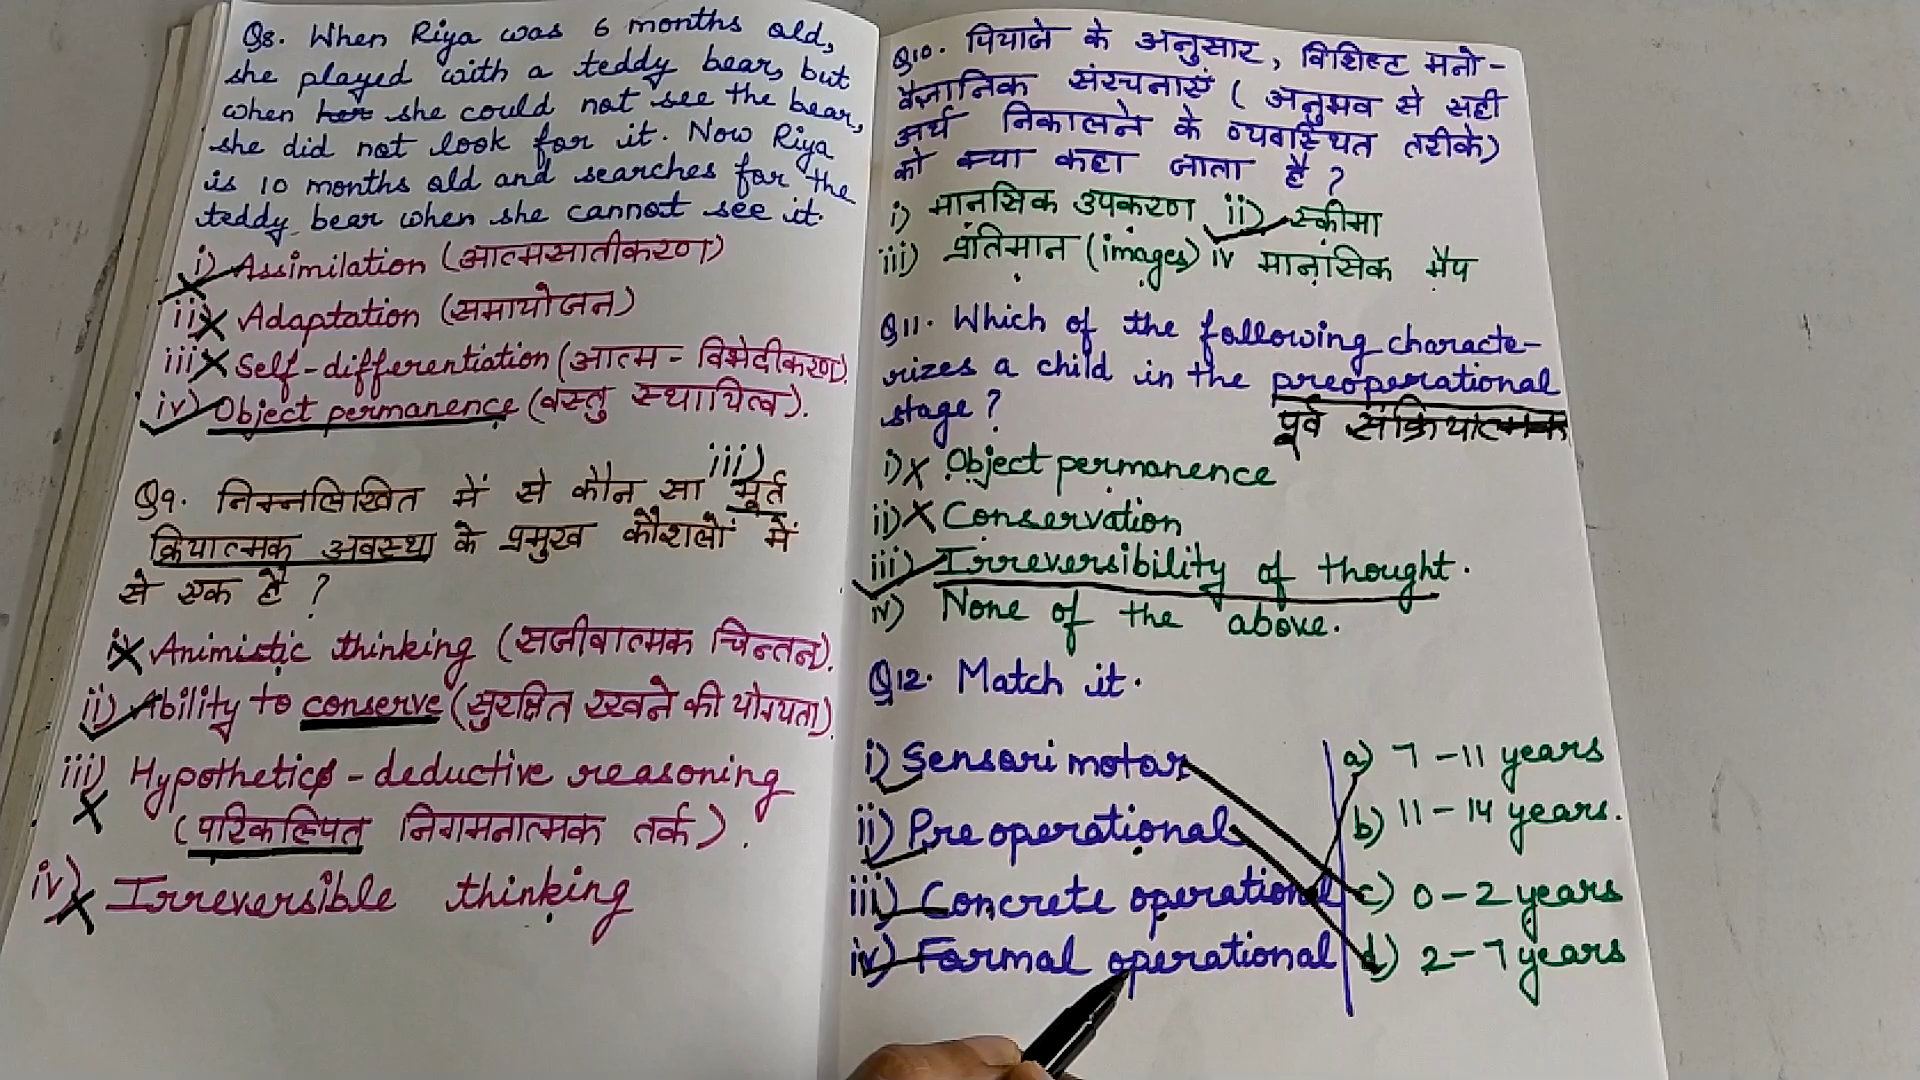 Q8. When Riya was 6 months old,
she played with a teddy bear, but
when her she could not see the bear,
she did not look for it. Now Riya
is 10 months old and searches for the
teddy bear when she cannot see it.
i) Assimilation (आत्मसातीकरण)
ii) Adaptation (समायोजन)
iii) Self-differentiation (आत्म - विभेदीकरण).
iv) Object permanence (वस्तु स्थायित्व).
iii)
Q9. निम्नलिखित में से कौन सा मूर्त
क्रियात्मक अवस्था के प्रमुख कौशलों में
से एक है ?
i) Animistic thinking (सजीवात्मक चिन्तन).
ii) Ability to conserve (सुरक्षित रखने की योग्यता).
iii) Hypothetic - deductive reasoning
(परिकल्पित निगमनात्मक तर्क).
iv) Irreversible thinking
Q10. पियाजे के अनुसार, विशिष्ट मनो-
वैज्ञानिक संरचनाएं ( अनुभव से सही
अर्थ निकालने के व्यवस्थित तरीके)
को क्या कहा जाता है ?
i) मानसिक उपकरण ii) स्कीमा
iii) प्रतिमान (images) iv मानसिक मैप
Q11. Which of the following characte-
rizes a child in the preoperational
stage ?
पूर्व संक्रियात्मक
i) Object permanence
ii) Conservation
iii) Irreversibility of thought.
iv) None of the above.
Q12. Match it.
i) Sensori motor a) 7-11 years
ii) Pre operational b) 11-14 years.
iii) Concrete operational c) 0-2 years
iv) Formal operational d) 2-7 years